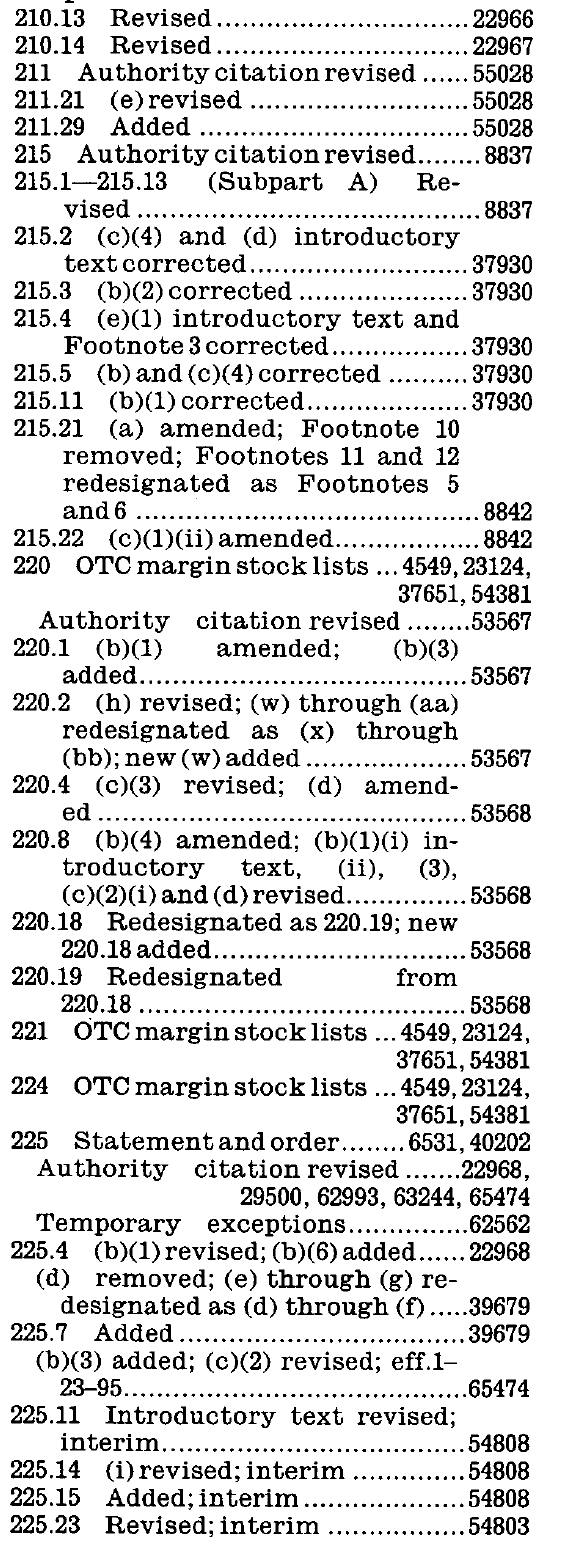 210.13 Revised..............................22966
210.14 Revised..............................22967
211 Authority citation revised ......55028
211.21 (e) revised ..........................55028
211.29 Added ................................55028
215 Authority citation revised........8837
215.1—215.13 (Subpart A) Re-
vised ........................................8837
215.2 (c)(4) and (d) introductory
text corrected..........................37930
215.3 (b)(2) corrected ....................37930
215.4 (e)(1) introductory text and
Footnote 3 corrected................37930
215.5 (b) and (c)(4) corrected .........37930
215.11 (b)(1) corrected...................37930
215.21 (a) amended; Footnote 10
removed; Footnotes 11 and 12
redesignated as Footnotes 5
and 6 ........................................8842
215.22 (c)(1)(ii) amended.................8842
220 OTC margin stock lists ...4549, 23124,
37651, 54381
Authority citation revised ........53567
220.1 (b)(1) amended; (b)(3)
added.......................................53567
220.2 (h) revised; (w) through (aa)
redesignated as (x) through
(bb); new (w) added ...................53567
220.4 (c)(3) revised; (d) amend-
ed ............................................53568
220.8 (b)(4) amended; (b)(1)(i) in-
troductory text, (ii), (3),
(c)(2)(i) and (d) revised..............53568
220.18 Redesignated as 220.19; new
220.18 added..............................53568
220.19 Redesignated from
220.18 .......................................53568
221 OTC margin stock lists ...4549, 23124,
37651, 54381
224 OTC margin stock lists ...4549, 23124,
37651, 54381
225 Statement and order........6531, 40202
Authority citation revised .......22968,
29500, 62993, 63244, 65474
Temporary exceptions..............62562
225.4 (b)(1) revised; (b)(6) added......22968
(d) removed; (e) through (g) re-
designated as (d) through (f) .....39679
225.7 Added ..................................39679
(b)(3) added; (c)(2) revised; eff.1–
23–95.........................................65474
225.11 Introductory text revised;
interim....................................54808
225.14 (i) revised; interim .............54808
225.15 Added; interim...................54808
225.23 Revised; interim ................54803